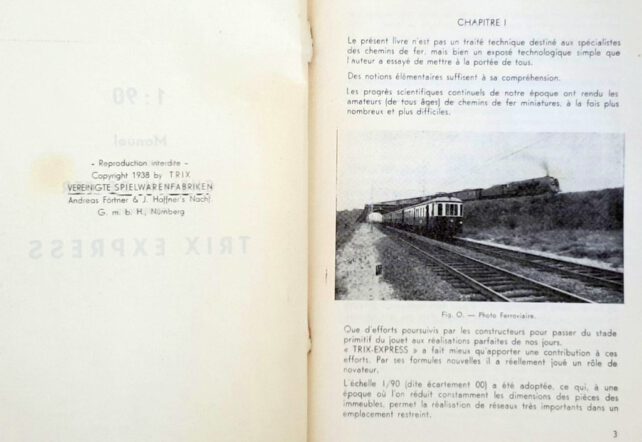 - Reproduction interdite -
Copyright 1938 by TRIX
VEREINIGTE SPIELWARENFABRIKEN
Andreas Förtner & J. Haffner's Nachf.
G. m. b H., Nürnberg
1:90
Manuel
TRIX EXPRESS
CHAPITRE I
Le présent livre n'est pas un traité technique destiné aux spécialistes
des chemins de fer, mais bien un exposé technologique simple que
l'auteur a essayé de mettre à la portée de tous.
Des notions élémentaires suffisent à sa compréhension.
Les progrès scientifiques continuels de notre époque ont rendu les
amateurs (de tous âges) de chemins de fer miniatures, à la fois plus
nombreux et plus difficiles.
Fig. O. — Photo Ferroviaire.
Que d'efforts poursuivis par les constructeurs pour passer du stade
primitif du jouet aux réalisations parfaites de nos jours.
« TRIX-EXPRESS » a fait mieux qu'apporter une contribution à ces
efforts. Par ses formules nouvelles il a réellement joué un rôle de
novateur.
L'échelle 1/90 (dite écartement 00) a été adoptée, ce qui, à une
époque où l'on réduit constamment les dimensions des pièces des
immeubles, permet la réalisation de réseaux très importants dans un
emplacement restreint.
3